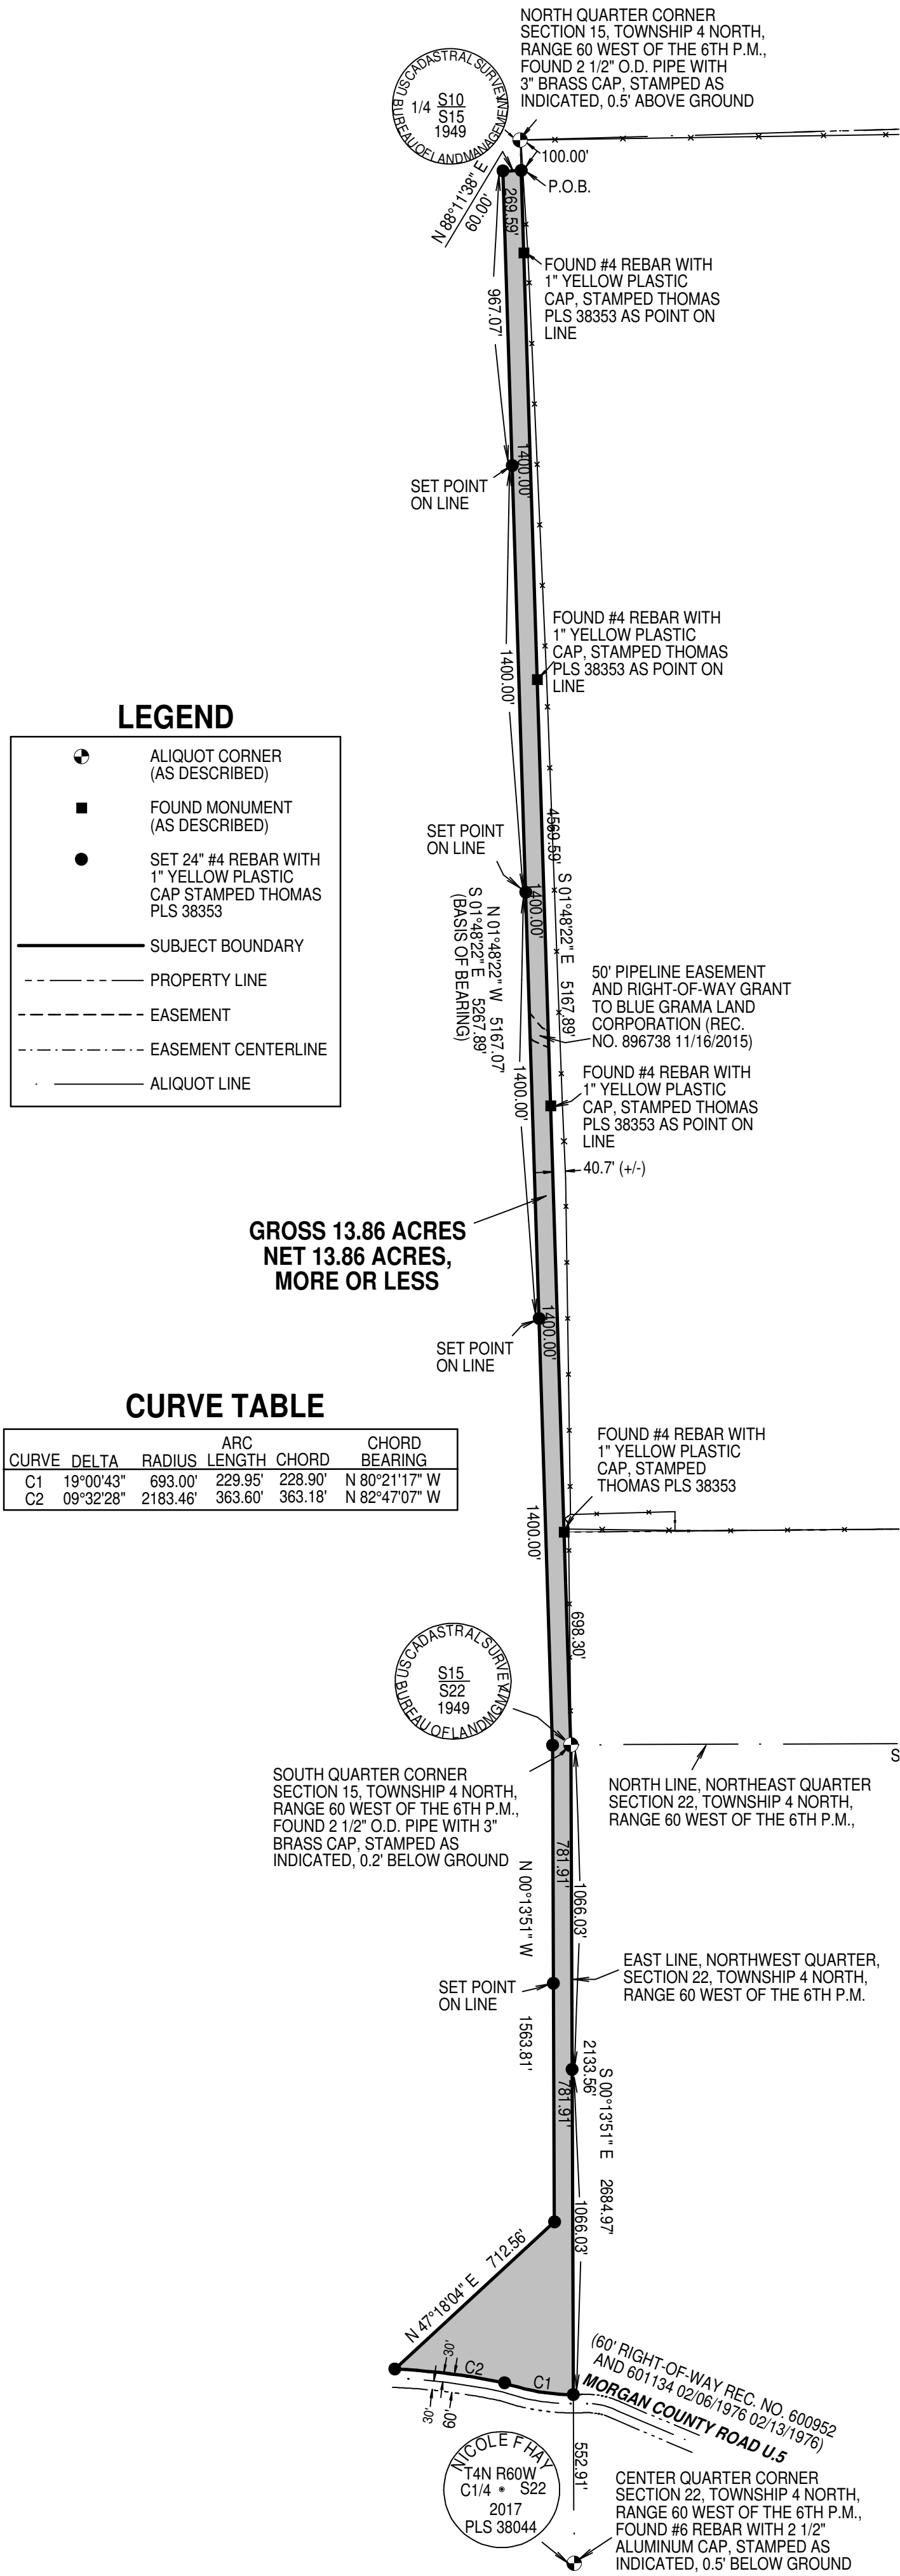 NORTH QUARTER CORNER
SECTION 15, TOWNSHIP 4 NORTH,
RANGE 60 WEST OF THE 6TH P.M.,
FOUND 2 1/2" O.D. PIPE WITH
3" BRASS CAP, STAMPED AS
INDICATED, 0.5' ABOVE GROUND
US CADASTRAL SURVEY
BUREAU OF LAND MANAGEMENT
1/4 S10
S15
1949
100.00'
P.O.B.
N 88°11'38" E
60.00'
269.59'
FOUND #4 REBAR WITH
1" YELLOW PLASTIC
CAP, STAMPED THOMAS
PLS 38353 AS POINT ON
LINE
967.07'
1400.00'
SET POINT
ON LINE
FOUND #4 REBAR WITH
1" YELLOW PLASTIC
CAP, STAMPED THOMAS
PLS 38353 AS POINT ON
LINE
1400.00'
LEGEND
ALIQUOT CORNER
(AS DESCRIBED)
FOUND MONUMENT
(AS DESCRIBED)
SET 24" #4 REBAR WITH
1" YELLOW PLASTIC
CAP STAMPED THOMAS
PLS 38353
SUBJECT BOUNDARY
PROPERTY LINE
EASEMENT
EASEMENT CENTERLINE
ALIQUOT LINE
SET POINT
ON LINE
4569.59'
S 01°48'22" E 5167.89'
1400.00'
N 01°48'22" W 5167.07'
S 01°48'22" E 5267.89'
(BASIS OF BEARING)
50' PIPELINE EASEMENT
AND RIGHT-OF-WAY GRANT
TO BLUE GRAMA LAND
CORPORATION (REC.
NO. 896738 11/16/2015)
1400.00'
FOUND #4 REBAR WITH
1" YELLOW PLASTIC
CAP, STAMPED THOMAS
PLS 38353 AS POINT ON
LINE
40.7' (+/-)
GROSS 13.86 ACRES
NET 13.86 ACRES,
MORE OR LESS
1400.00'
SET POINT
ON LINE
CURVE TABLE
CURVE DELTA RADIUS ARC LENGTH CHORD CHORD BEARING
C1 19°00'43" 693.00' 229.95' 228.90' N 80°21'17" W
C2 09°32'28" 2183.46' 363.60' 363.18' N 82°47'07" W
FOUND #4 REBAR WITH
1" YELLOW PLASTIC
CAP, STAMPED
THOMAS PLS 38353
1400.00'
698.30'
US CADASTRAL SURVEY
BUREAU OF LAND MGMT
S15
S22
1949
S
SOUTH QUARTER CORNER
SECTION 15, TOWNSHIP 4 NORTH,
RANGE 60 WEST OF THE 6TH P.M.,
FOUND 2 1/2" O.D. PIPE WITH 3"
BRASS CAP, STAMPED AS
INDICATED, 0.2' BELOW GROUND
NORTH LINE, NORTHEAST QUARTER
SECTION 22, TOWNSHIP 4 NORTH,
RANGE 60 WEST OF THE 6TH P.M.,
781.91'
1066.03'
N 00°13'51" W 1563.81'
EAST LINE, NORTHWEST QUARTER,
SECTION 22, TOWNSHIP 4 NORTH,
RANGE 60 WEST OF THE 6TH P.M.
SET POINT
ON LINE
2133.56'
S 00°13'51" E 2684.97'
781.91'
1066.03'
N 47°18'04" E 712.56'
30'
C2
C1
30'
60'
(60' RIGHT-OF-WAY REC. NO. 600952
AND 601134 02/06/1976 02/13/1976)
MORGAN COUNTY ROAD U.5
552.91'
NICOLE F HAY
T4N R60W
C1/4 S22
2017
PLS 38044
CENTER QUARTER CORNER
SECTION 22, TOWNSHIP 4 NORTH,
RANGE 60 WEST OF THE 6TH P.M.,
FOUND #6 REBAR WITH 2 1/2"
ALUMINUM CAP, STAMPED AS
INDICATED, 0.5' BELOW GROUND